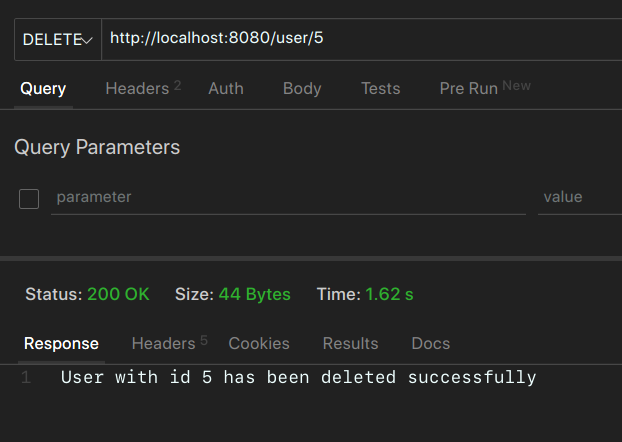 DELETE http://localhost:8080/user/5
Query Headers 2 Auth Body Tests Pre Run New
Query Parameters
parameter value
Status: 200 OK Size: 44 Bytes Time: 1.62 s
Response Headers 5 Cookies Results Docs
1 User with id 5 has been deleted successfully